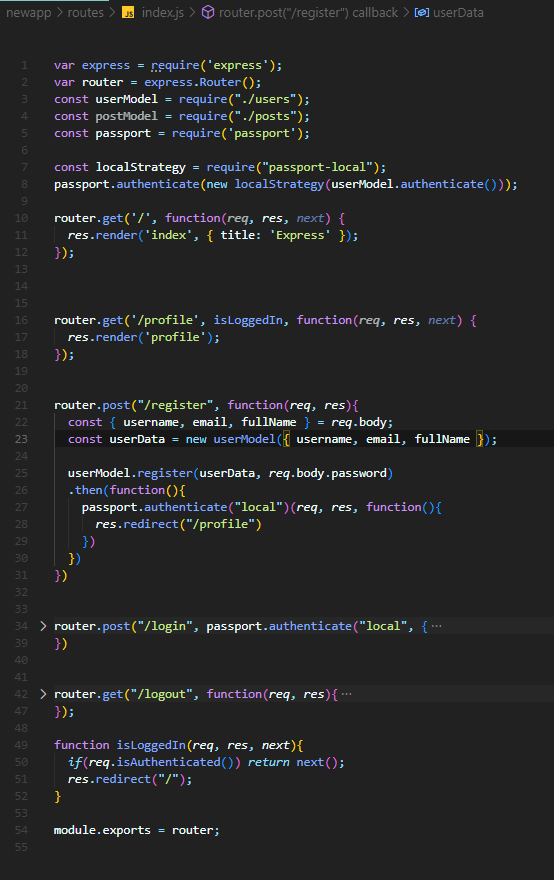 newapp > routes > JS index.js > router.post("/register") callback > userData
1 var express = require('express');
2 var router = express.Router();
3 const userModel = require("./users");
4 const postModel = require("./posts");
5 const passport = require('passport');
6
7 const localStrategy = require("passport-local");
8 passport.authenticate(new localStrategy(userModel.authenticate()));
9
10 router.get('/', function(req, res, next) {
11 res.render('index', { title: 'Express' });
12 });
13
14
15
16 router.get('/profile', isLoggedIn, function(req, res, next) {
17 res.render('profile');
18 });
19
20
21 router.post("/register", function(req, res){
22 const { username, email, fullName } = req.body;
23 const userData = new userModel({ username, email, fullName });
24
25 userModel.register(userData, req.body.password)
26 .then(function(){
27 passport.authenticate("local")(req, res, function(){
28 res.redirect("/profile")
29 })
30 })
31 })
32
33
34 > router.post("/login", passport.authenticate("local", { ...
39 })
40
41
42 > router.get("/logout", function(req, res){ ...
47 });
48
49 function isLoggedIn(req, res, next){
50 if(req.isAuthenticated()) return next();
51 res.redirect("/");
52 }
53
54 module.exports = router;
55